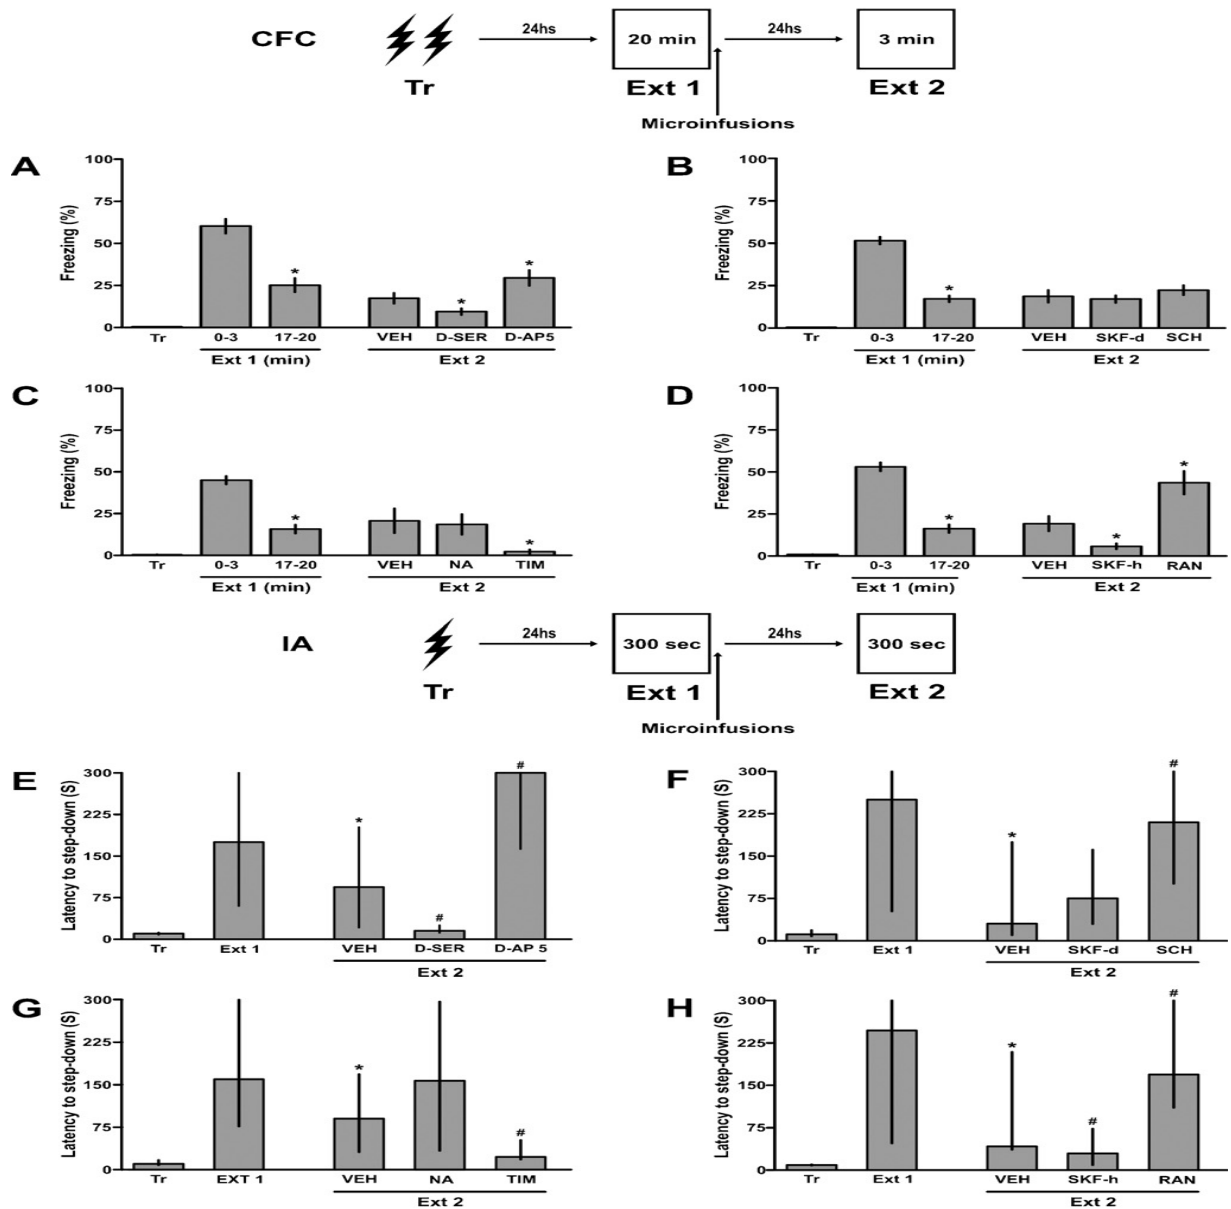 CFC
24hs
20 min
24hs
3 min
Tr
Ext 1
Ext 2
Microinfusions
A
Freezing (%)
100
75
50
25
0
*
*
*
Tr
0-3
17-20
VEH
D-SER
D-AP5
Ext 1 (min)
Ext 2
B
Freezing (%)
100
75
50
25
0
*
Tr
0-3
17-20
VEH
SKF-d
SCH
Ext 1 (min)
Ext 2
C
Freezing (%)
100
75
50
25
0
*
*
Tr
0-3
17-20
VEH
NA
TIM
Ext 1 (min)
Ext 2
D
Freezing (%)
100
75
50
25
0
*
*
*
Tr
0-3
17-20
VEH
SKF-h
RAN
Ext 1 (min)
Ext 2
IA
24hs
300 sec
24hs
300 sec
Tr
Ext 1
Ext 2
Microinfusions
E
Latency to step-down (S)
300
225
150
75
0
*
#
#
Tr
Ext 1
VEH
D-SER
D-AP 5
Ext 2
F
Latency to step-down (S)
300
225
150
75
0
*
#
Tr
Ext 1
VEH
SKF-d
SCH
Ext 2
G
Latency to step-down (S)
300
225
150
75
0
*
#
Tr
EXT 1
VEH
NA
TIM
Ext 2
H
Latency to step-down (S)
300
225
150
75
0
*
#
#
Tr
Ext 1
VEH
SKF-h
RAN
Ext 2